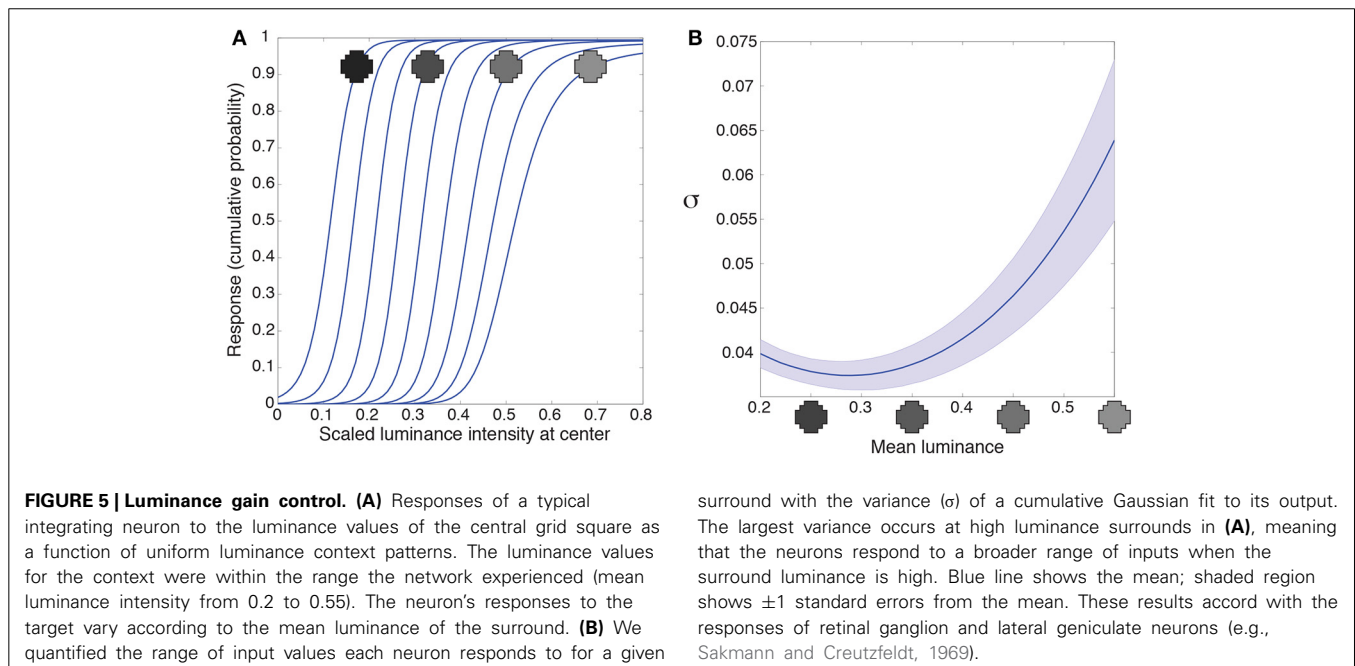 A
1
0.9
0.8
0.7
0.6
0.5
0.4
0.3
0.2
0.1
0
Response (cumulative probability)
0 0.1 0.2 0.3 0.4 0.5 0.6 0.7 0.8
Scaled luminance intensity at center
B
0.075
0.07
0.065
0.06
0.055
0.05
0.045
0.04
σ
0.2 0.3 0.4 0.5
Mean luminance
FIGURE 5 | Luminance gain control. (A) Responses of a typical
integrating neuron to the luminance values of the central grid square as
a function of uniform luminance context patterns. The luminance values
for the context were within the range the network experienced (mean
luminance intensity from 0.2 to 0.55). The neuron's responses to the
target vary according to the mean luminance of the surround. (B) We
quantified the range of input values each neuron responds to for a given
surround with the variance (σ) of a cumulative Gaussian fit to its output.
The largest variance occurs at high luminance surrounds in (A), meaning
that the neurons respond to a broader range of inputs when the
surround luminance is high. Blue line shows the mean; shaded region
shows ±1 standard errors from the mean. These results accord with the
responses of retinal ganglion and lateral geniculate neurons (e.g.,
Sakmann and Creutzfeldt, 1969).